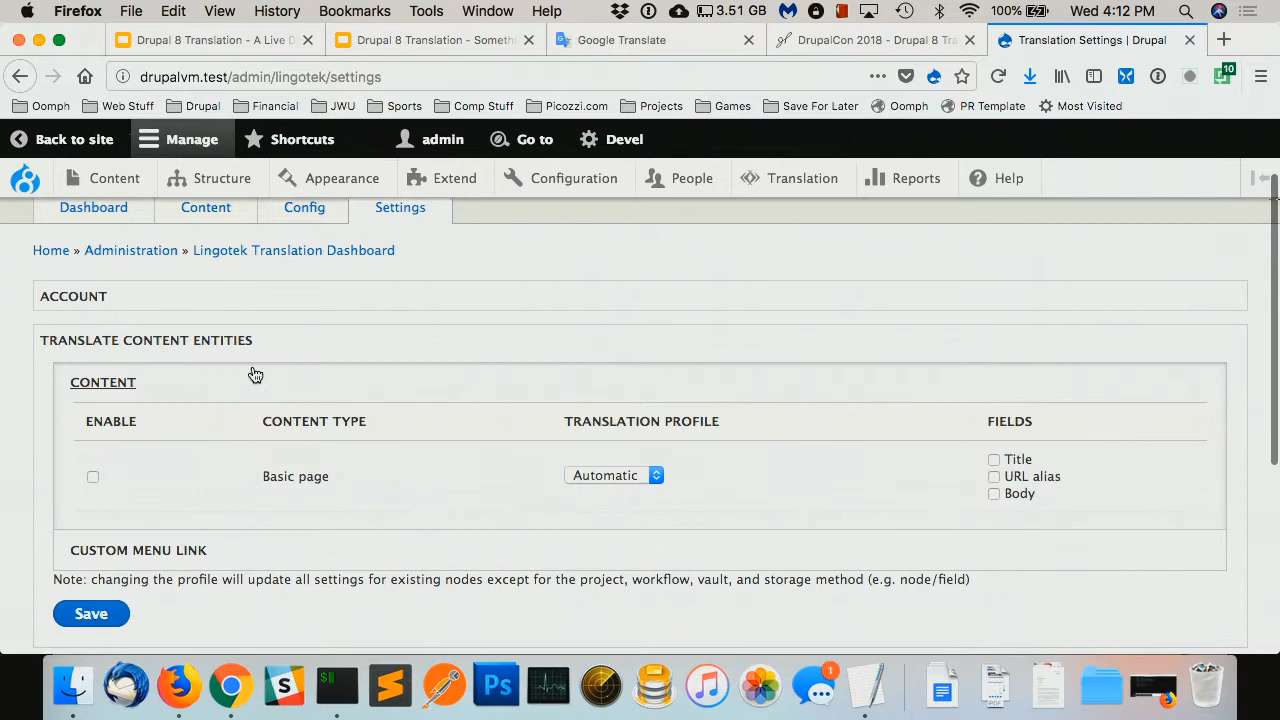 Firefox File Edit View History Bookmarks Tools Window Help 3.51 GB 100% Wed 4:12 PM
Drupal 8 Translation - A Live D
Drupal 8 Translation - Some
Google Translate
DrupalCon 2018 - Drupal 8 Tra
Translation Settings | Drupal
drupalvm.test/admin/lingotek/settings
10
Oomph Web Stuff Drupal Financial JWU Sports Comp Stuff Picozzi.com Projects Games Save For Later Oomph PR Template Most Visited
Back to site Manage Shortcuts admin Go to Devel
Content Structure Appearance Extend Configuration People Translation Reports Help
Dashboard Content Config Settings
Home » Administration » Lingotek Translation Dashboard
ACCOUNT
TRANSLATE CONTENT ENTITIES
CONTENT
ENABLE CONTENT TYPE TRANSLATION PROFILE FIELDS
Basic page Automatic
Title
URL alias
Body
CUSTOM MENU LINK
Note: changing the profile will update all settings for existing nodes except for the project, workflow, vault, and storage method (e.g. node/field)
Save
1
S
$
Ps